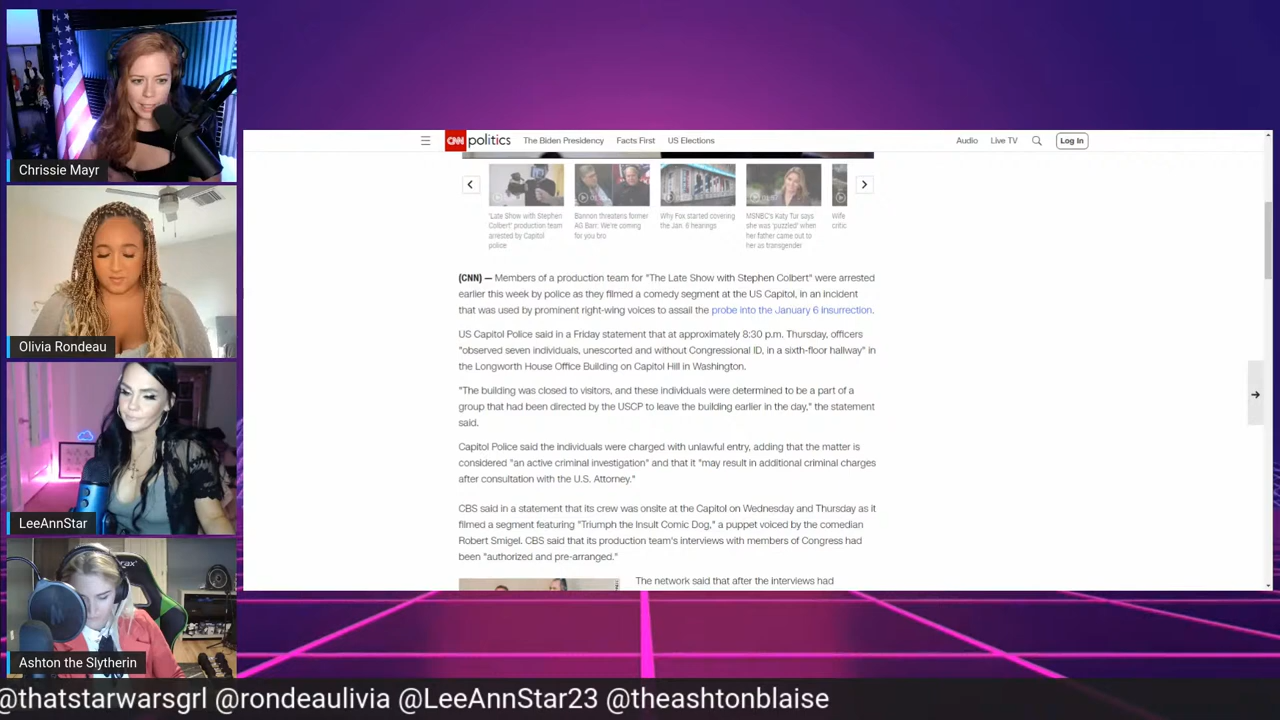 Chrissie Mayr
Olivia Rondeau
LeeAnnStar
Ashton the Slytherin
CNN politics The Biden Presidency Facts First US Elections Audio Live TV Log In
'Late Show with Stephen
Colbert' production team
arrested by Capitol
police
Bannon threatens former
AG Barr: We're coming
for you bro
Why Fox started covering
the Jan. 6 hearings
MSNBC's Katy Tur says
she was 'puzzled' when
her father came out to
her as transgender
Wife
critic
(CNN) — Members of a production team for "The Late Show with Stephen Colbert" were arrested
earlier this week by police as they filmed a comedy segment at the US Capitol, in an incident
that was used by prominent right-wing voices to assail the probe into the January 6 insurrection.
US Capitol Police said in a Friday statement that at approximately 8:30 p.m. Thursday, officers
"observed seven individuals, unescorted and without Congressional ID, in a sixth-floor hallway" in
the Longworth House Office Building on Capitol Hill in Washington.
"The building was closed to visitors, and these individuals were determined to be a part of a
group that had been directed by the USCP to leave the building earlier in the day," the statement
said.
Capitol Police said the individuals were charged with unlawful entry, adding that the matter is
considered "an active criminal investigation" and that it "may result in additional criminal charges
after consultation with the U.S. Attorney."
CBS said in a statement that its crew was onsite at the Capitol on Wednesday and Thursday as it
filmed a segment featuring "Triumph the Insult Comic Dog," a puppet voiced by the comedian
Robert Smigel. CBS said that its production team's interviews with members of Congress had
been "authorized and pre-arranged."
The network said that after the interviews had
@thatstarwarsgrl @rondeaulivia @LeeAnnStar23 @theashtonblaise